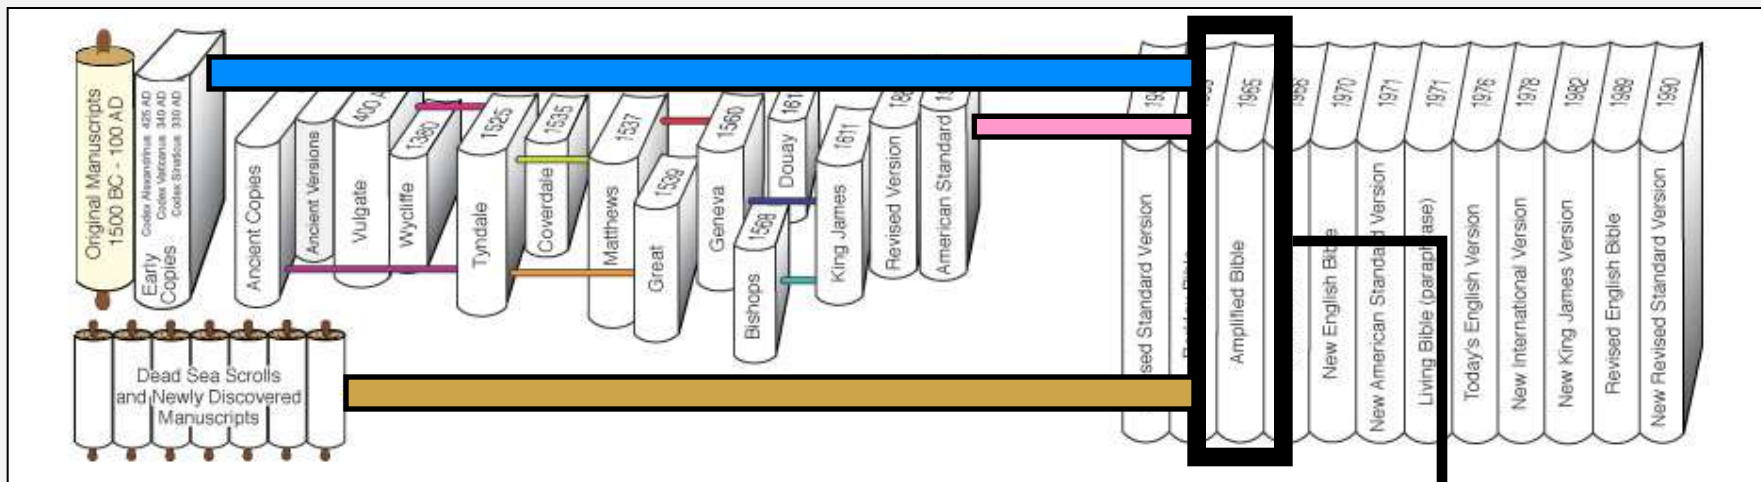 Original Manuscripts
1500 BC - 100 AD
Codex Alexandrinus 425 AD
Codex Vaticanus 340 AD
Codex Sinaiticus 330 AD
Early
Copies
Ancient Copies
Ancient Versions
Vulgate
1380
Wycliffe
1525
Tyndale
1535
Coverdale
1537
Matthews
1539
Great
1560
Geneva
1568
Bishops
Douay
1611
King James
Revised Version
American Standard
Dead Sea Scrolls
and Newly Discovered
Manuscripts
Standard Version
1965
Amplified Bible
1970
New English Bible
1971
New American Standard Version
1971
Living Bible (paraphrase)
1976
Today's English Version
1978
New International Version
1982
New King James Version
1989
Revised English Bible
1990
New Revised Standard Version